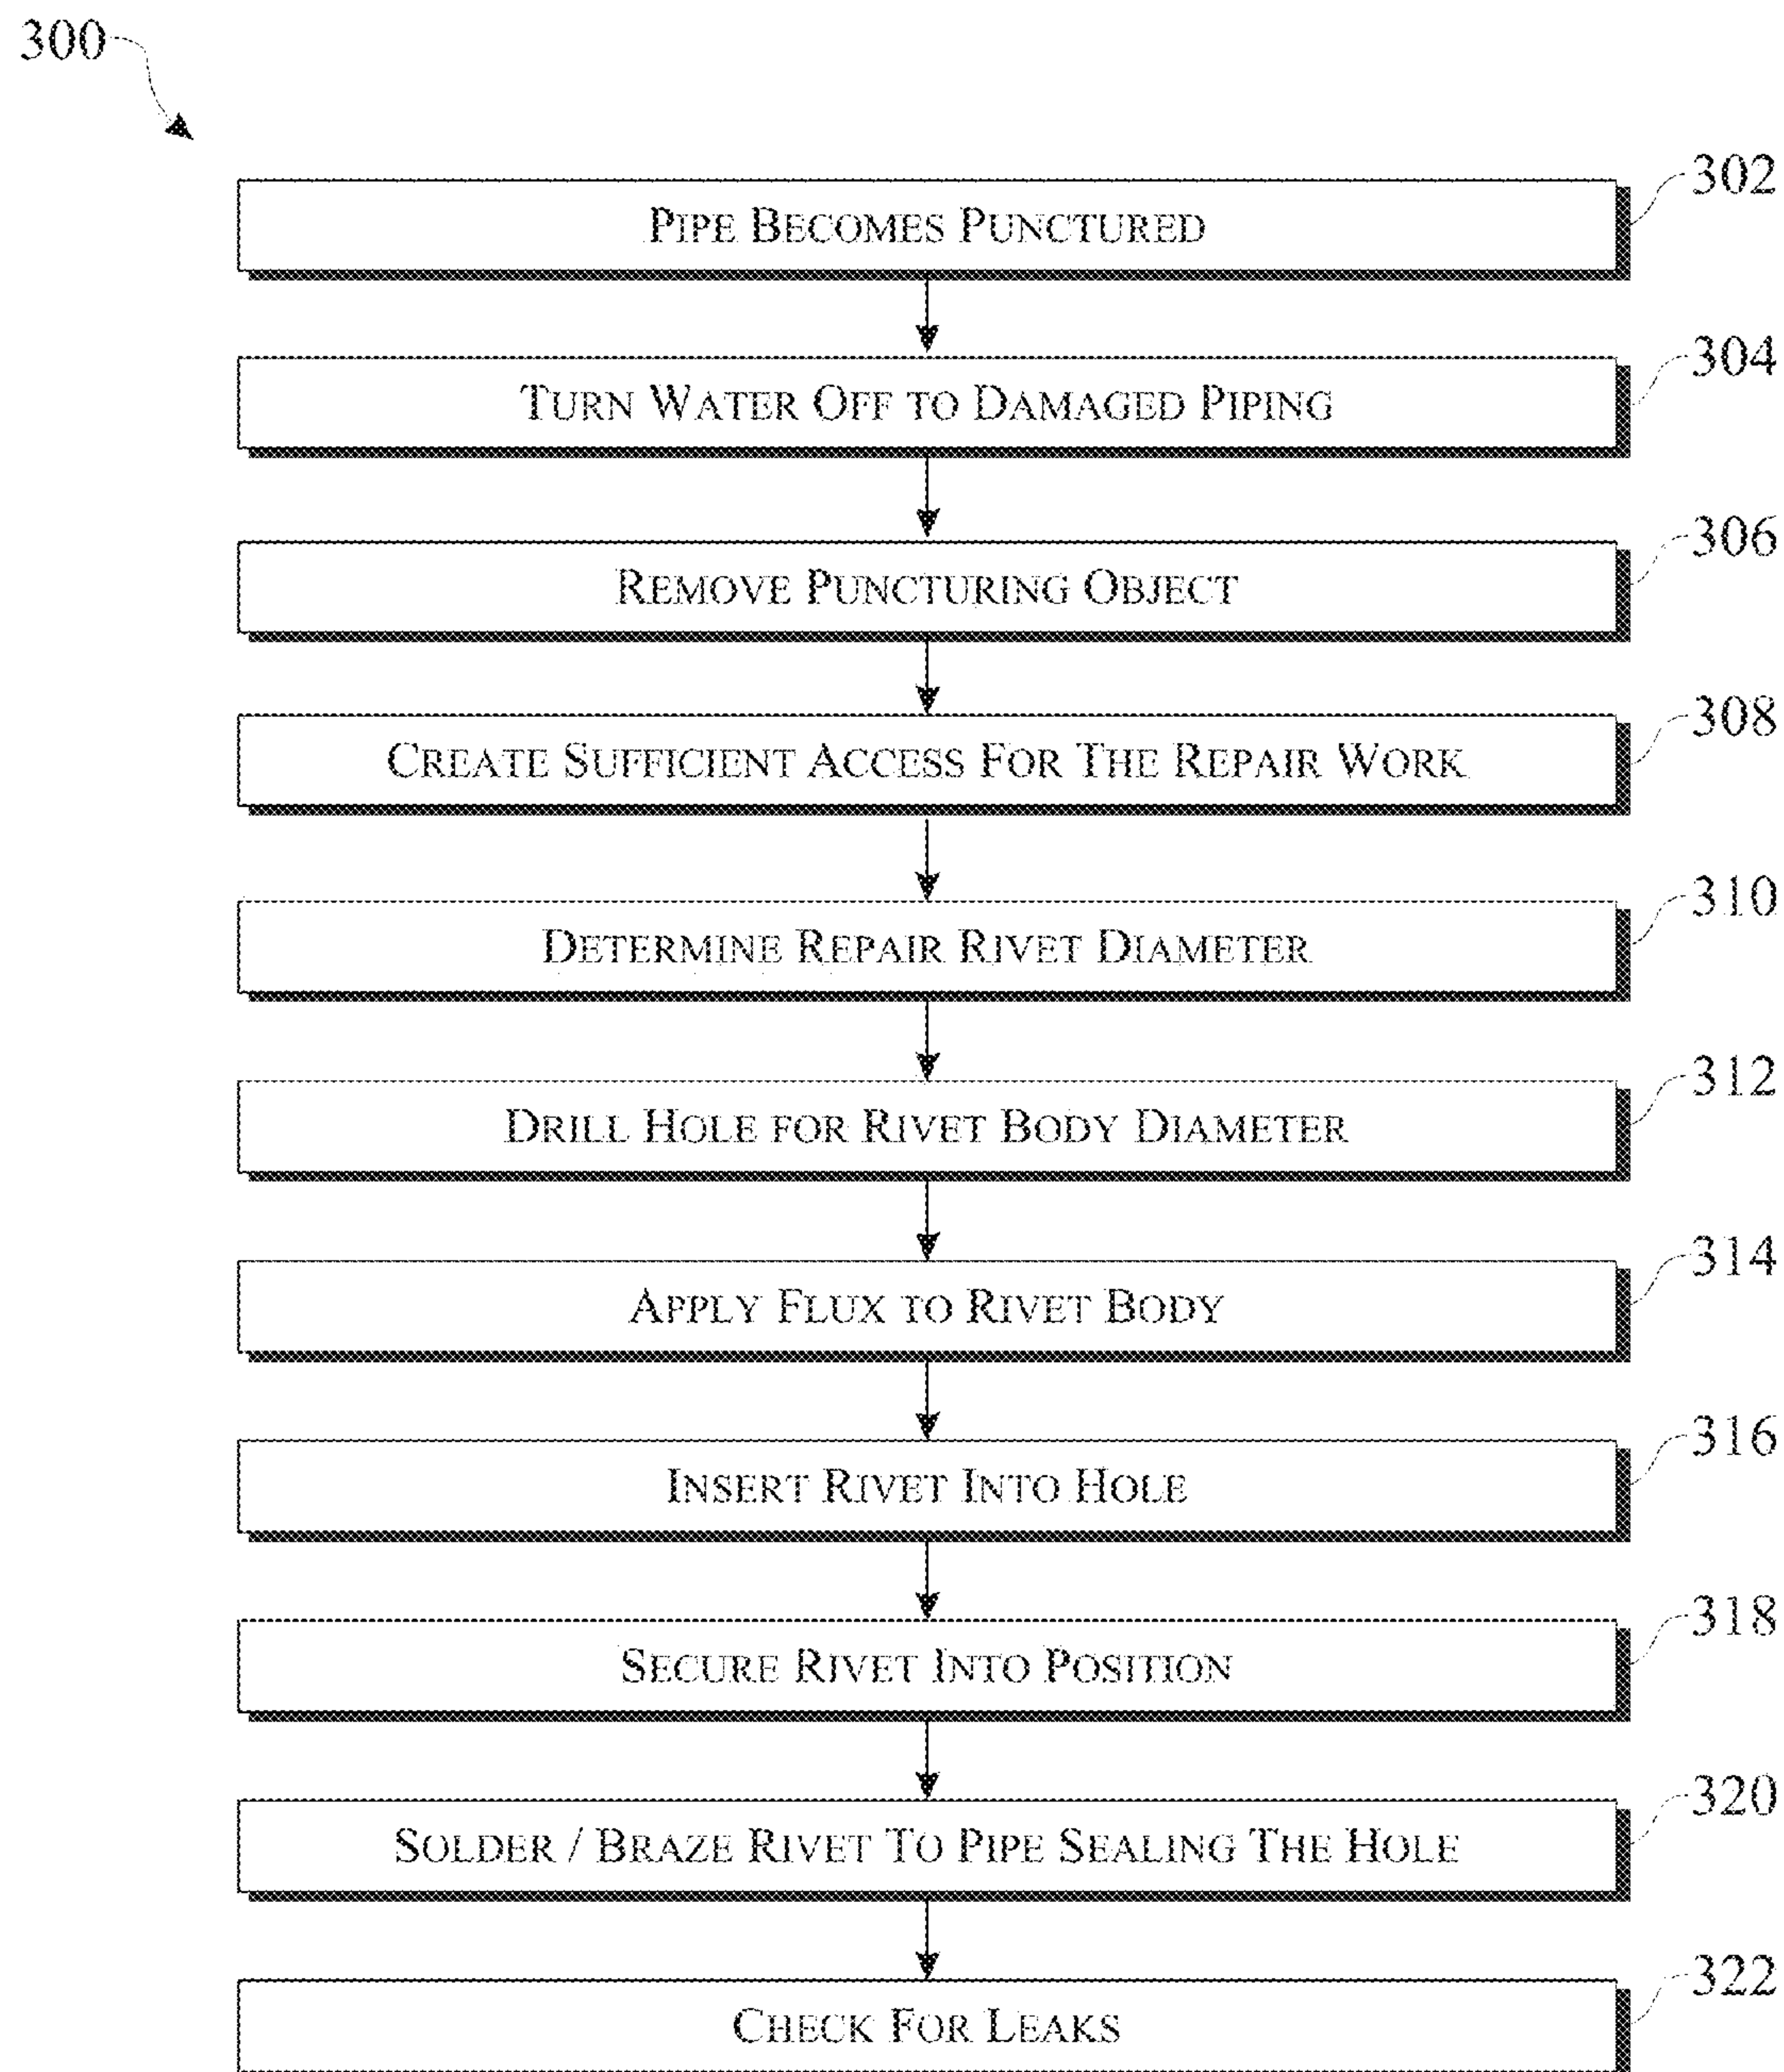 300
PIPE BECOMES PUNCTURED
302
TURN WATER OFF TO DAMAGED PIPING
304
REMOVE PUNCTURING OBJECT
306
CREATE SUFFICIENT ACCESS FOR THE REPAIR WORK
308
DETERMINE REPAIR RIVET DIAMETER
310
DRILL HOLE FOR RIVET BODY DIAMETER
312
APPLY FLUX TO RIVET BODY
314
INSERT RIVET INTO HOLE
316
SECURE RIVET INTO POSITION
318
SOLDER / BRAZE RIVET TO PIPE SEALING THE HOLE
320
CHECK FOR LEAKS
322